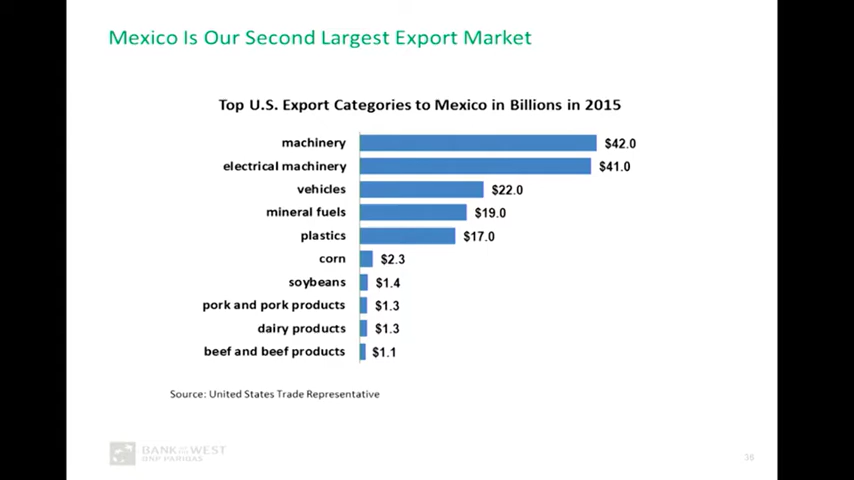 Mexico Is Our Second Largest Export Market
Top U.S. Export Categories to Mexico in Billions in 2015
machinery $42.0
electrical machinery $41.0
vehicles $22.0
mineral fuels $19.0
plastics $17.0
corn $2.3
soybeans $1.4
pork and pork products $1.3
dairy products $1.3
beef and beef products $1.1
Source: United States Trade Representative
BANK OF THE WEST
BNP PARIBAS
36